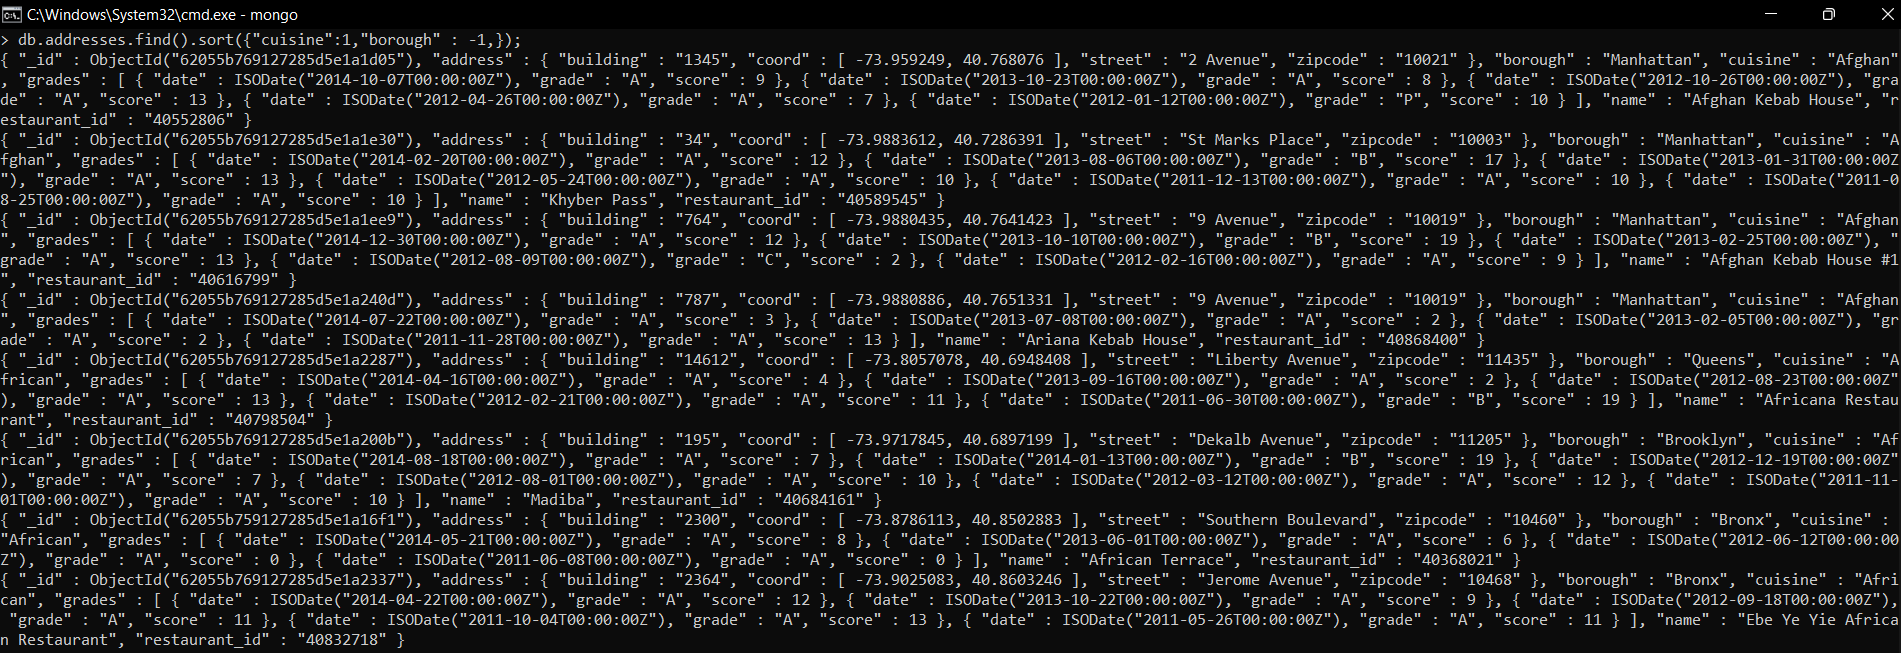 C:\Windows\System32\cmd.exe - mongo
> db.addresses.find().sort({"cuisine":1,"borough" : -1,});
{ "_id" : ObjectId("62055b769127285d5e1a1d05"), "address" : { "building" : "1345", "coord" : [ -73.959249, 40.768076 ], "street" : "2 Avenue", "zipcode" : "10021" }, "borough" : "Manhattan", "cuisine" : "Afghan"
, "grades" : [ { "date" : ISODate("2014-10-07T00:00:00Z"), "grade" : "A", "score" : 9 }, { "date" : ISODate("2013-10-23T00:00:00Z"), "grade" : "A", "score" : 8 }, { "date" : ISODate("2012-10-26T00:00:00Z"), "gra
de" : "A", "score" : 13 }, { "date" : ISODate("2012-04-26T00:00:00Z"), "grade" : "A", "score" : 7 }, { "date" : ISODate("2012-01-12T00:00:00Z"), "grade" : "P", "score" : 10 } ], "name" : "Afghan Kebab House", "r
estaurant_id" : "40552806" }
{ "_id" : ObjectId("62055b769127285d5e1a1e30"), "address" : { "building" : "34", "coord" : [ -73.9883612, 40.7286391 ], "street" : "St Marks Place", "zipcode" : "10003" }, "borough" : "Manhattan", "cuisine" : "A
fghan", "grades" : [ { "date" : ISODate("2014-02-20T00:00:00Z"), "grade" : "A", "score" : 12 }, { "date" : ISODate("2013-08-06T00:00:00Z"), "grade" : "B", "score" : 17 }, { "date" : ISODate("2013-01-31T00:00:00Z
"), "grade" : "A", "score" : 13 }, { "date" : ISODate("2012-05-24T00:00:00Z"), "grade" : "A", "score" : 10 }, { "date" : ISODate("2011-12-13T00:00:00Z"), "grade" : "A", "score" : 10 }, { "date" : ISODate("2011-0
8-25T00:00:00Z"), "grade" : "A", "score" : 10 } ], "name" : "Khyber Pass", "restaurant_id" : "40589545" }
{ "_id" : ObjectId("62055b769127285d5e1a1ee9"), "address" : { "building" : "764", "coord" : [ -73.9880435, 40.7641423 ], "street" : "9 Avenue", "zipcode" : "10019" }, "borough" : "Manhattan", "cuisine" : "Afghan
", "grades" : [ { "date" : ISODate("2014-12-30T00:00:00Z"), "grade" : "A", "score" : 12 }, { "date" : ISODate("2013-10-10T00:00:00Z"), "grade" : "B", "score" : 19 }, { "date" : ISODate("2013-02-25T00:00:00Z"), "
grade" : "A", "score" : 13 }, { "date" : ISODate("2012-08-09T00:00:00Z"), "grade" : "C", "score" : 2 }, { "date" : ISODate("2012-02-16T00:00:00Z"), "grade" : "A", "score" : 9 } ], "name" : "Afghan Kebab House #1
", "restaurant_id" : "40616799" }
{ "_id" : ObjectId("62055b769127285d5e1a240d"), "address" : { "building" : "787", "coord" : [ -73.9880886, 40.7651331 ], "street" : "9 Avenue", "zipcode" : "10019" }, "borough" : "Manhattan", "cuisine" : "Afghan
", "grades" : [ { "date" : ISODate("2014-07-22T00:00:00Z"), "grade" : "A", "score" : 3 }, { "date" : ISODate("2013-07-08T00:00:00Z"), "grade" : "A", "score" : 2 }, { "date" : ISODate("2013-02-05T00:00:00Z"), "gr
ade" : "A", "score" : 2 }, { "date" : ISODate("2011-11-28T00:00:00Z"), "grade" : "A", "score" : 13 } ], "name" : "Ariana Kebab House", "restaurant_id" : "40868400" }
{ "_id" : ObjectId("62055b769127285d5e1a2287"), "address" : { "building" : "14612", "coord" : [ -73.8057078, 40.6948408 ], "street" : "Liberty Avenue", "zipcode" : "11435" }, "borough" : "Queens", "cuisine" : "A
frican", "grades" : [ { "date" : ISODate("2014-04-16T00:00:00Z"), "grade" : "A", "score" : 4 }, { "date" : ISODate("2013-09-16T00:00:00Z"), "grade" : "A", "score" : 2 }, { "date" : ISODate("2012-08-23T00:00:00Z"
), "grade" : "A", "score" : 13 }, { "date" : ISODate("2012-02-21T00:00:00Z"), "grade" : "A", "score" : 11 }, { "date" : ISODate("2011-06-30T00:00:00Z"), "grade" : "B", "score" : 19 } ], "name" : "Africana Restau
rant", "restaurant_id" : "40798504" }
{ "_id" : ObjectId("62055b769127285d5e1a200b"), "address" : { "building" : "195", "coord" : [ -73.9717845, 40.6897199 ], "street" : "Dekalb Avenue", "zipcode" : "11205" }, "borough" : "Brooklyn", "cuisine" : "Af
rican", "grades" : [ { "date" : ISODate("2014-08-18T00:00:00Z"), "grade" : "A", "score" : 7 }, { "date" : ISODate("2014-01-13T00:00:00Z"), "grade" : "B", "score" : 19 }, { "date" : ISODate("2012-12-19T00:00:00Z"
), "grade" : "A", "score" : 7 }, { "date" : ISODate("2012-08-01T00:00:00Z"), "grade" : "A", "score" : 10 }, { "date" : ISODate("2012-03-12T00:00:00Z"), "grade" : "A", "score" : 12 }, { "date" : ISODate("2011-11-
01T00:00:00Z"), "grade" : "A", "score" : 10 } ], "name" : "Madiba", "restaurant_id" : "40684161" }
{ "_id" : ObjectId("62055b759127285d5e1a16f1"), "address" : { "building" : "2300", "coord" : [ -73.8786113, 40.8502883 ], "street" : "Southern Boulevard", "zipcode" : "10460" }, "borough" : "Bronx", "cuisine" :
"African", "grades" : [ { "date" : ISODate("2014-05-21T00:00:00Z"), "grade" : "A", "score" : 8 }, { "date" : ISODate("2013-06-01T00:00:00Z"), "grade" : "A", "score" : 6 }, { "date" : ISODate("2012-06-12T00:00:00
Z"), "grade" : "A", "score" : 0 }, { "date" : ISODate("2011-06-08T00:00:00Z"), "grade" : "A", "score" : 0 } ], "name" : "African Terrace", "restaurant_id" : "40368021" }
{ "_id" : ObjectId("62055b769127285d5e1a2337"), "address" : { "building" : "2364", "coord" : [ -73.9025083, 40.8603246 ], "street" : "Jerome Avenue", "zipcode" : "10468" }, "borough" : "Bronx", "cuisine" : "Afri
can", "grades" : [ { "date" : ISODate("2014-04-22T00:00:00Z"), "grade" : "A", "score" : 12 }, { "date" : ISODate("2013-10-22T00:00:00Z"), "grade" : "A", "score" : 9 }, { "date" : ISODate("2012-09-18T00:00:00Z"),
"grade" : "A", "score" : 11 }, { "date" : ISODate("2011-10-04T00:00:00Z"), "grade" : "A", "score" : 13 }, { "date" : ISODate("2011-05-26T00:00:00Z"), "grade" : "A", "score" : 11 } ], "name" : "Ebe Ye Yie Africa
n Restaurant", "restaurant_id" : "40832718" }